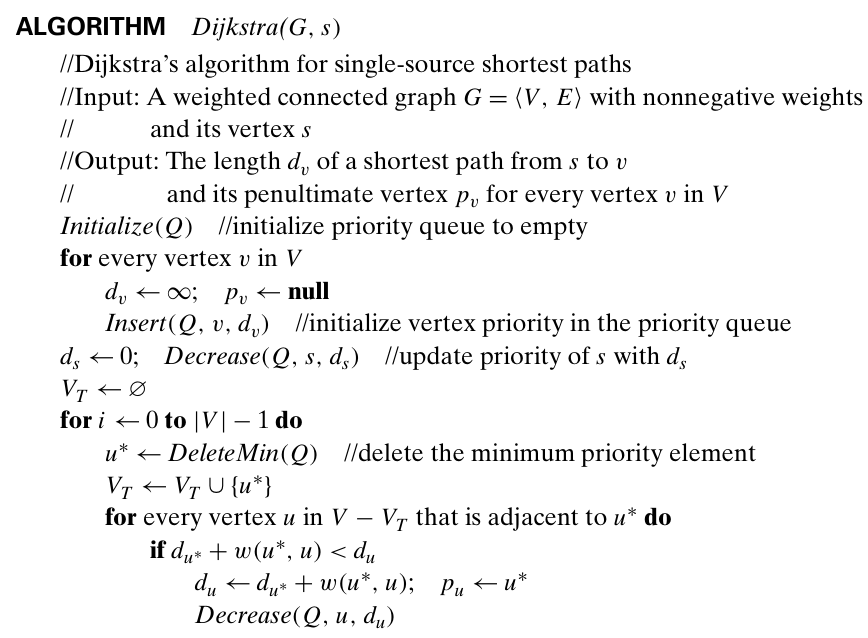 ALGORITHM Dijkstra(G, s)
//Dijkstra's algorithm for single-source shortest paths
//Input: A weighted connected graph G = ⟨V, E⟩ with nonnegative weights
// and its vertex s
//Output: The length d_v of a shortest path from s to v
// and its penultimate vertex p_v for every vertex v in V
Initialize(Q) //initialize priority queue to empty
for every vertex v in V
d_v ← ∞; p_v ← null
Insert(Q, v, d_v) //initialize vertex priority in the priority queue
d_s ← 0; Decrease(Q, s, d_s) //update priority of s with d_s
V_T ← ∅
for i ← 0 to |V| − 1 do
u* ← DeleteMin(Q) //delete the minimum priority element
V_T ← V_T ∪ {u*}
for every vertex u in V − V_T that is adjacent to u* do
if d_u* + w(u*, u) < d_u
d_u ← d_u* + w(u*, u); p_u ← u*
Decrease(Q, u, d_u)